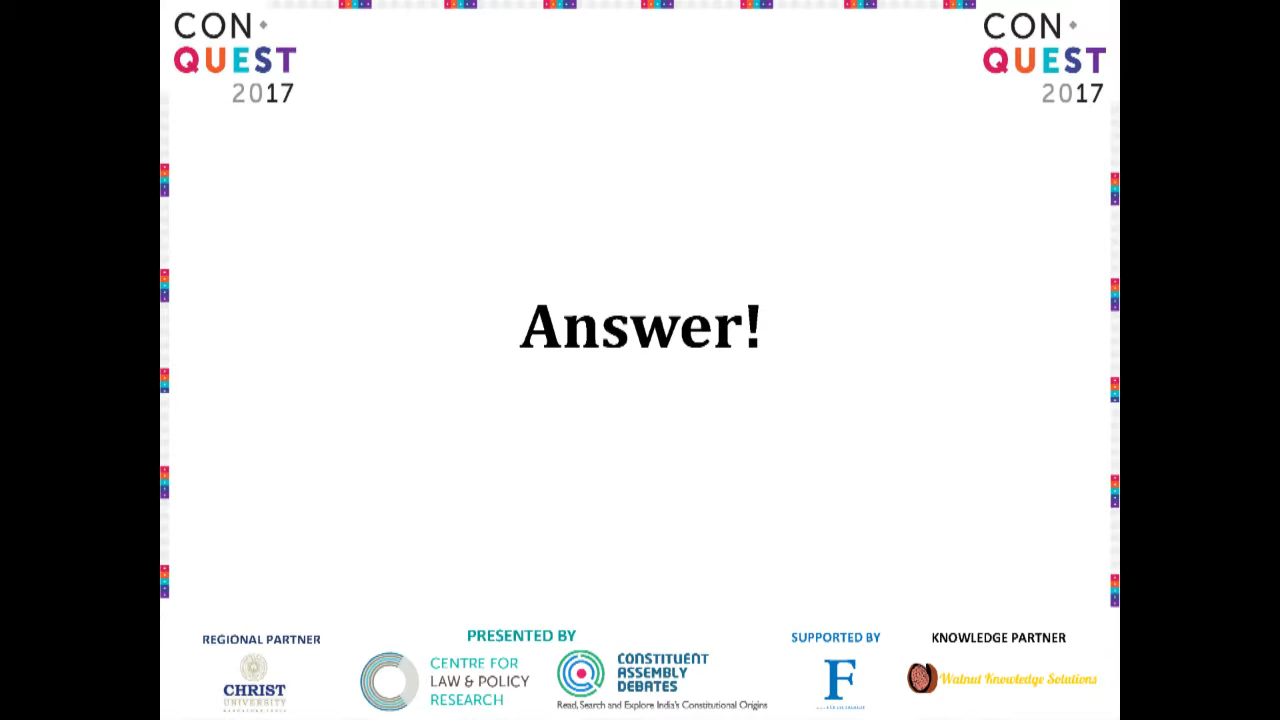 CON
QUEST
2017
CON
QUEST
2017
Answer!
REGIONAL PARTNER
CHRIST
UNIVERSITY
PRESENTED BY
CENTRE FOR
LAW & POLICY
RESEARCH
CONSTITUENT
ASSEMBLY
DEBATES
Read, Search and Explore India's Constitutional Origins
SUPPORTED BY
F
KNOWLEDGE PARTNER
Walnut Knowledge Solutions